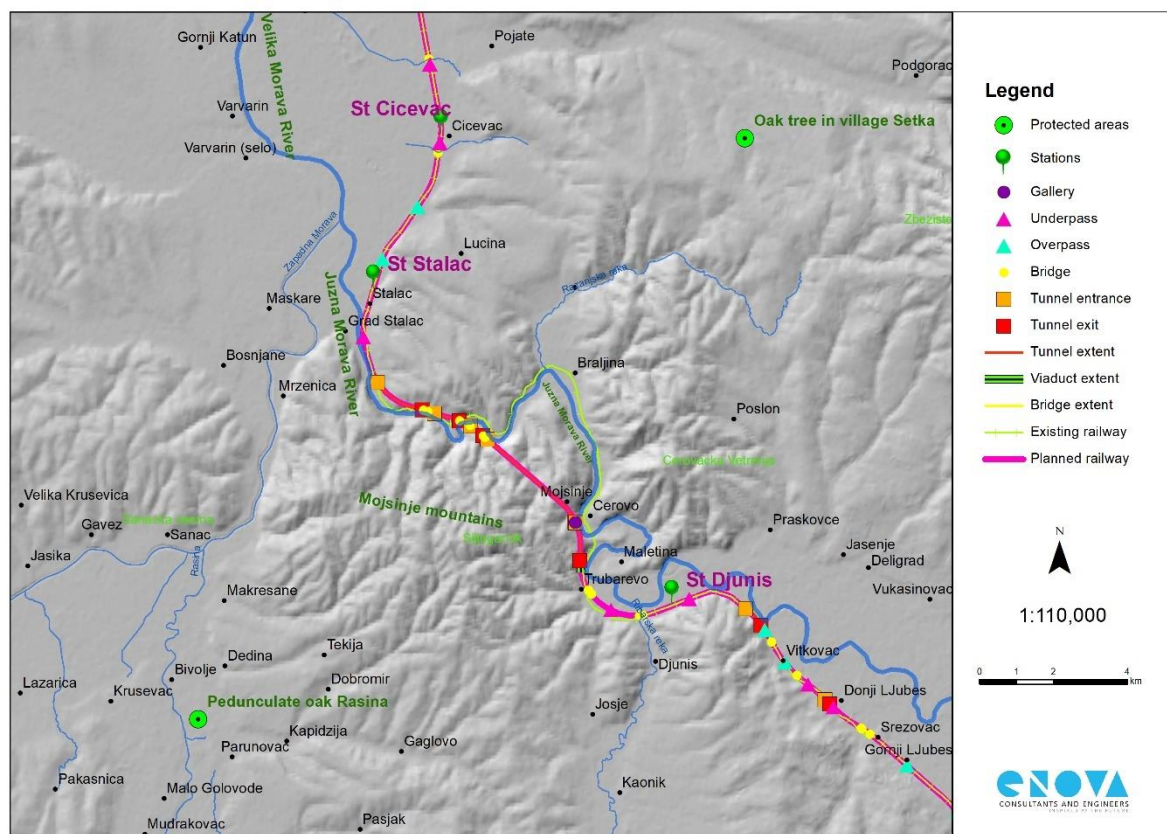 Pojate
Gornji Katun
Podgorac
Velika Morava River
Varvarin
St Cicevac
Cicevac
Oak tree in village Setka
Varvarin (selo)
Zapadna Morava
Lucina
St Stalac
Razanjska reka
Stalac
Maskare
Juzna Morava River
Grad Stalac
Bosnjane
Braljina
Mrzenica
Juzna Morava River
Poslon
Velika Krusevica
Mojsinje mountains
Mojsinje
Cerovo
Praskovce
Gavez
Sanac
Jasika
Rasina
Maletina
Jasenje
Deligrad
Makresane
Trubarevo
St Djunis
Vukasinovac
Ribarska reka
Tekija
Dedina
Djunis
Vitkovac
Bivolje
Lazarica
Krusevac
Dobromir
Donji LJubes
Pedunculate oak Rasina
Josje
Srezovac
Kapidzija
Parunovac
Gaglovo
Gornji LJubes
Pakasnica
Malo Golovode
Kaonik
Mudrakovac
Pasjak
Legend
Protected areas
Stations
Gallery
Underpass
Overpass
Bridge
Tunnel entrance
Tunnel exit
Tunnel extent
Viaduct extent
Bridge extent
Existing railway
Planned railway
N
1:110,000
0 1 2 4
km
ENOVA
CONSULTANTS AND ENGINEERS